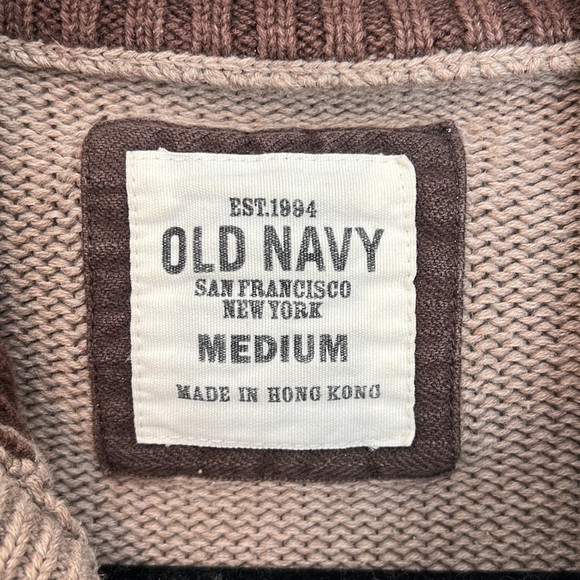 EST.1994
OLD NAVY
SAN FRANCISCO
NEW YORK
MEDIUM
MADE IN HONG KONG